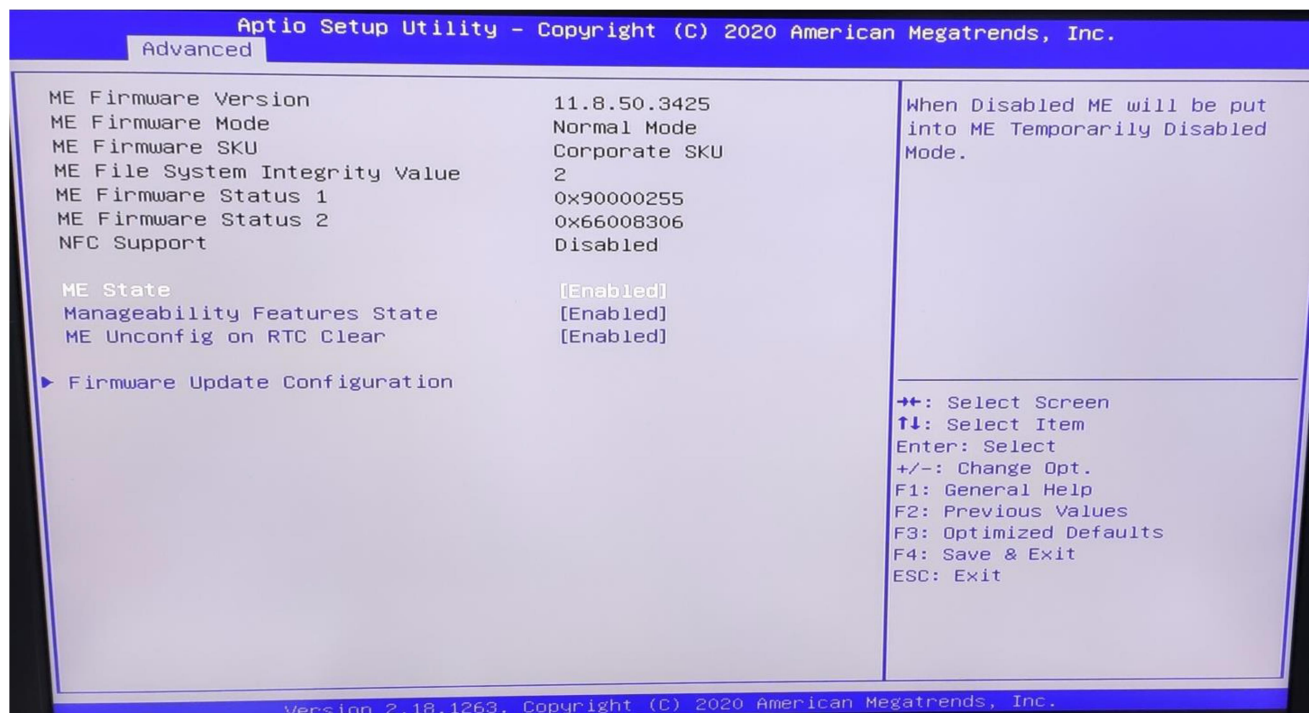 Aptio Setup Utility – Copyright (C) 2020 American Megatrends, Inc.
Advanced
ME Firmware Version 11.8.50.3425
ME Firmware Mode Normal Mode
ME Firmware SKU Corporate SKU
ME File System Integrity Value 2
ME Firmware Status 1 0x90000255
ME Firmware Status 2 0x66008306
NFC Support Disabled
ME State [Enabled]
Manageability Features State [Enabled]
ME Unconfig on RTC Clear [Enabled]
▶ Firmware Update Configuration
When Disabled ME will be put
into ME Temporarily Disabled
Mode.
→←: Select Screen
↑↓: Select Item
Enter: Select
+/-: Change Opt.
F1: General Help
F2: Previous Values
F3: Optimized Defaults
F4: Save & Exit
ESC: Exit
Version 2.18.1263. Copyright (C) 2020 American Megatrends, Inc.